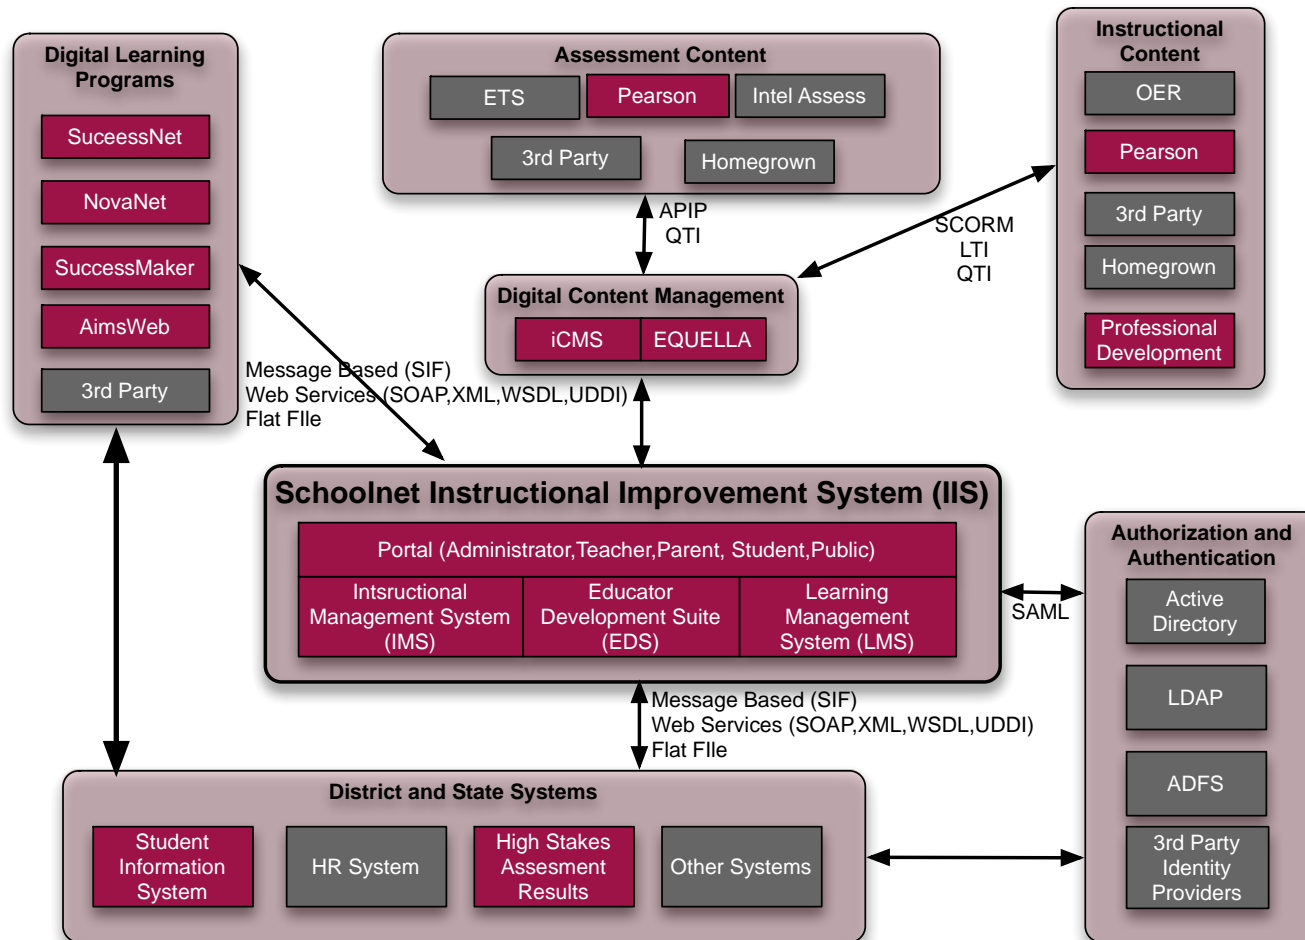 Digital Learning
Programs
SuceessNet
NovaNet
SuccessMaker
AimsWeb
3rd Party
Assessment Content
ETS
Pearson
Intel Assess
3rd Party
Homegrown
Instructional
Content
OER
Pearson
3rd Party
Homegrown
Professional
Development
APIP
QTI
SCORM
LTI
QTI
Digital Content Management
iCMS
EQUELLA
Message Based (SIF)
Web Services (SOAP,XML,WSDL,UDDI)
Flat FIle
Schoolnet Instructional Improvement System (IIS)
Portal (Administrator,Teacher,Parent, Student,Public)
Intsructional
Management System
(IMS)
Educator
Development Suite
(EDS)
Learning
Management
System (LMS)
SAML
Authorization and
Authentication
Active
Directory
LDAP
ADFS
3rd Party
Identity
Providers
Message Based (SIF)
Web Services (SOAP,XML,WSDL,UDDI)
Flat FIle
District and State Systems
Student
Information
System
HR System
High Stakes
Assesment
Results
Other Systems